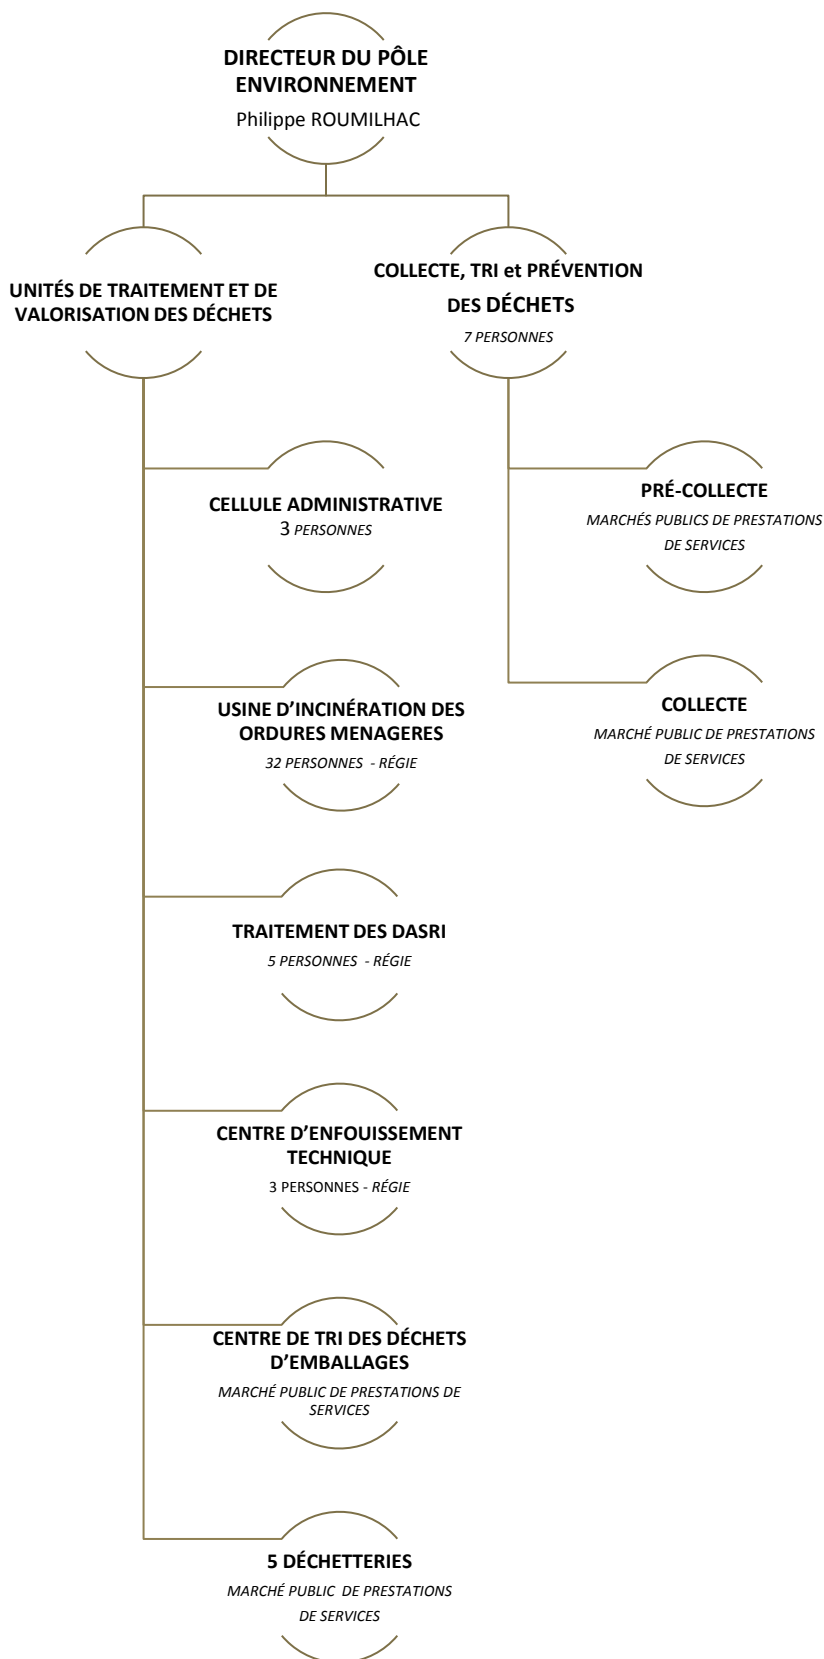 DIRECTEUR DU PÔLE
ENVIRONNEMENT
Philippe ROUMILHAC
UNITÉS DE TRAITEMENT ET DE
VALORISATION DES DÉCHETS
COLLECTE, TRI et PRÉVENTION
DES DÉCHETS
7 PERSONNES
CELLULE ADMINISTRATIVE
3 PERSONNES
PRÉ-COLLECTE
MARCHÉS PUBLICS DE PRESTATIONS
DE SERVICES
USINE D'INCINÉRATION DES
ORDURES MENAGERES
32 PERSONNES - RÉGIE
COLLECTE
MARCHÉ PUBLIC DE PRESTATIONS
DE SERVICES
TRAITEMENT DES DASRI
5 PERSONNES - RÉGIE
CENTRE D'ENFOUISSEMENT
TECHNIQUE
3 PERSONNES - RÉGIE
CENTRE DE TRI DES DÉCHETS
D'EMBALLAGES
MARCHÉ PUBLIC DE PRESTATIONS DE
SERVICES
5 DÉCHETTERIES
MARCHÉ PUBLIC DE PRESTATIONS
DE SERVICES